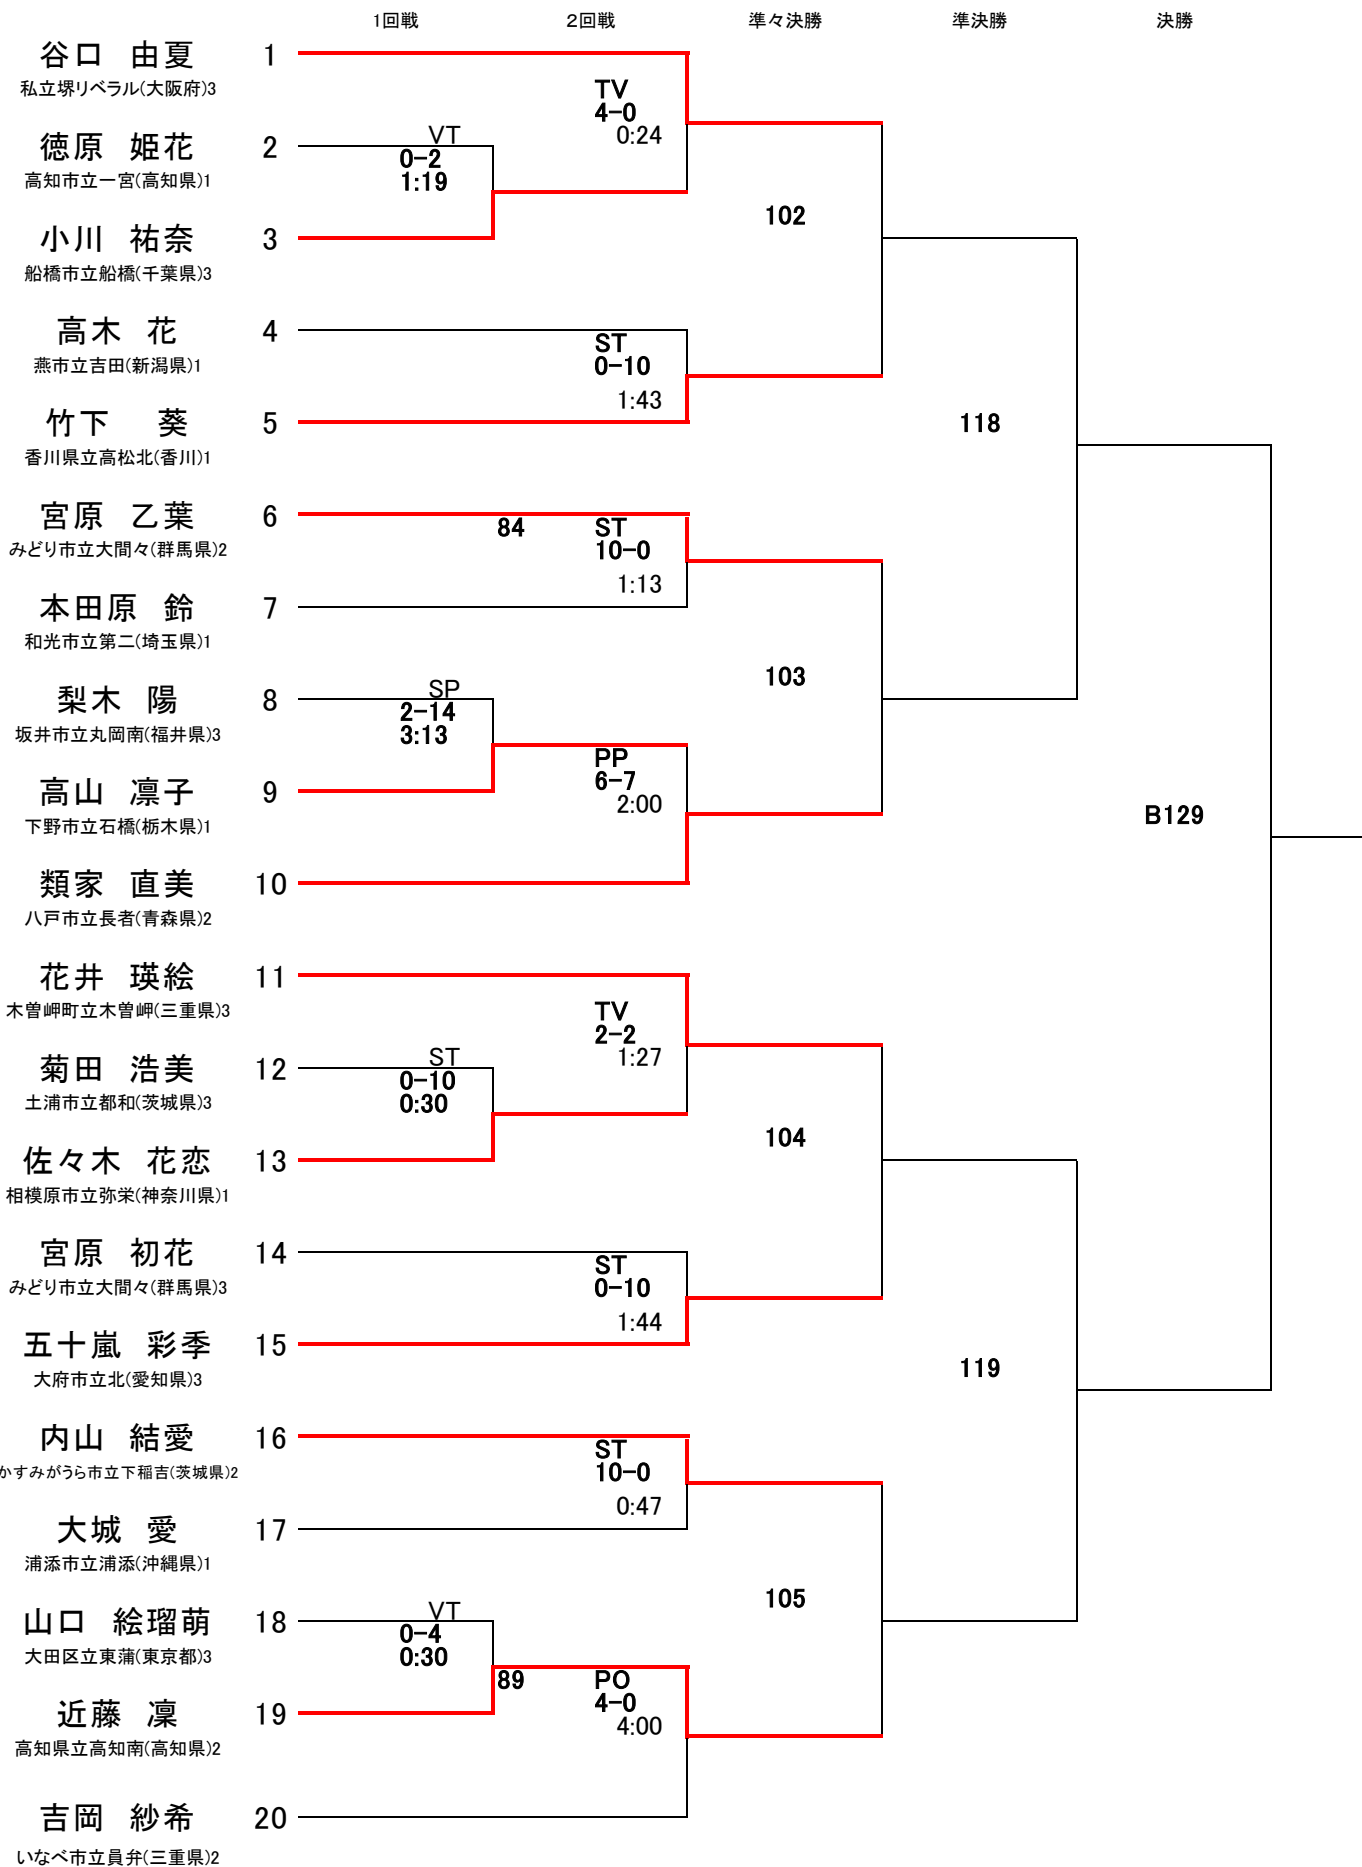 1回戦 2回戦 準々決勝 準決勝 決勝
谷口 由夏 1
私立堺リベラル(大阪府)3
TV
4-0
0:24
徳原 姫花 2
高知市立一宮(高知県)1
VT
0-2
1:19
102
小川 祐奈 3
船橋市立船橋(千葉県)3
高木 花 4
燕市立吉田(新潟県)1
ST
0-10
1:43
竹下 葵 5
香川県立高松北(香川)1
118
宮原 乙葉 6
みどり市立大間々(群馬県)2
84
ST
10-0
1:13
本田原 鈴 7
和光市立第二(埼玉県)1
103
梨木 陽 8
坂井市立丸岡南(福井県)3
SP
2-14
3:13
高山 凛子 9
下野市立石橋(栃木県)1
PP
6-7
2:00
B129
類家 直美 10
八戸市立長者(青森県)2
花井 瑛絵 11
木曽岬町立木曽岬(三重県)3
TV
2-2
1:27
菊田 浩美 12
土浦市立都和(茨城県)3
ST
0-10
0:30
104
佐々木 花恋 13
相模原市立弥栄(神奈川県)1
宮原 初花 14
みどり市立大間々(群馬県)3
ST
0-10
1:44
五十嵐 彩季 15
大府市立北(愛知県)3
119
内山 結愛 16
かすみがうら市立下稲吉(茨城県)2
ST
10-0
0:47
大城 愛 17
浦添市立浦添(沖縄県)1
105
山口 絵瑠萌 18
大田区立東蒲(東京都)3
VT
0-4
0:30
近藤 凜 19
高知県立高知南(高知県)2
89
PO
4-0
4:00
吉岡 紗希 20
いなべ市立員弁(三重県)2